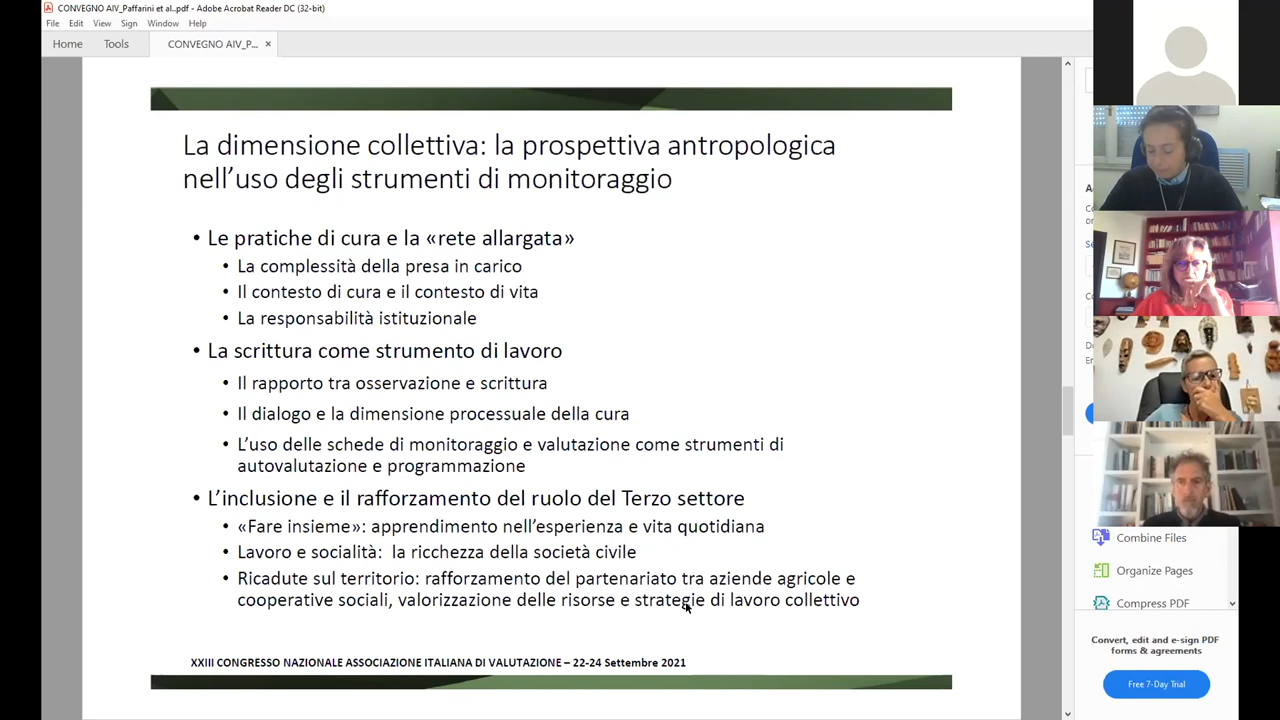 CONVEGNO AIV_Paffarini et al..pdf - Adobe Acrobat Reader DC (32-bit)
File Edit View Sign Window Help
Home Tools CONVEGNO AIV_P... ×
La dimensione collettiva: la prospettiva antropologica
nell’uso degli strumenti di monitoraggio
• Le pratiche di cura e la «rete allargata»
• La complessità della presa in carico
• Il contesto di cura e il contesto di vita
• La responsabilità istituzionale
• La scrittura come strumento di lavoro
• Il rapporto tra osservazione e scrittura
• Il dialogo e la dimensione processuale della cura
• L’uso delle schede di monitoraggio e valutazione come strumenti di
autovalutazione e programmazione
• L’inclusione e il rafforzamento del ruolo del Terzo settore
• «Fare insieme»: apprendimento nell’esperienza e vita quotidiana
• Lavoro e socialità: la ricchezza della società civile
• Ricadute sul territorio: rafforzamento del partenariato tra aziende agricole e
cooperative sociali, valorizzazione delle risorse e strategie di lavoro collettivo
XXIII CONGRESSO NAZIONALE ASSOCIAZIONE ITALIANA DI VALUTAZIONE – 22-24 Settembre 2021
Combine Files
Organize Pages
Compress PDF
Convert, edit and e-sign PDF
forms & agreements
Free 7-Day Trial